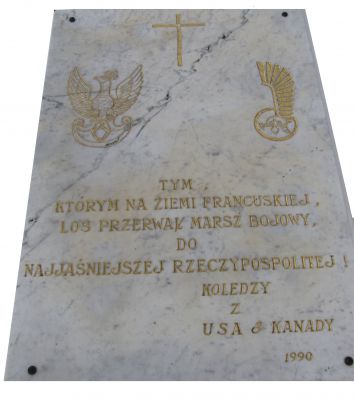 TYM,
KTÓRYM NA ZIEMI FRANCUSKIEJ,
LOS PRZERWAŁ MARSZ BOJOWY,
DO
NAJJAŚNIEJSZEJ RZECZYPOSPOLITEJ !
KOLEDZY
Z
USA & KANADY
1990